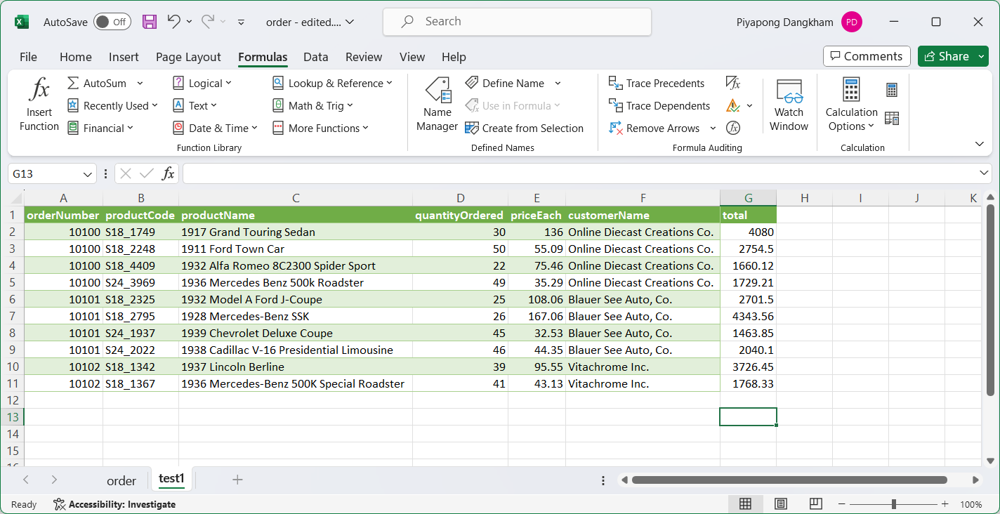 AutoSave Off order - edited.... Search Piyapong Dangkham PD
File Home Insert Page Layout Formulas Data Review View Help Comments Share
fx Insert Function
AutoSum
Recently Used
Financial
Logical
Text
Date & Time
Lookup & Reference
Math & Trig
More Functions
Function Library
Name Manager
Define Name
Use in Formula
Create from Selection
Defined Names
Trace Precedents
Trace Dependents
Remove Arrows
Formula Auditing
Watch Window
Calculation Options
Calculation
G13 fx
A B C D E F G H I J K
1 orderNumber productCode productName quantityOrdered priceEach customerName total
2 10100 S18_1749 1917 Grand Touring Sedan 30 136 Online Diecast Creations Co. 4080
3 10100 S18_2248 1911 Ford Town Car 50 55.09 Online Diecast Creations Co. 2754.5
4 10100 S18_4409 1932 Alfa Romeo 8C2300 Spider Sport 22 75.46 Online Diecast Creations Co. 1660.12
5 10100 S24_3969 1936 Mercedes Benz 500k Roadster 49 35.29 Online Diecast Creations Co. 1729.21
6 10101 S18_2325 1932 Model A Ford J-Coupe 25 108.06 Blauer See Auto, Co. 2701.5
7 10101 S18_2795 1928 Mercedes-Benz SSK 26 167.06 Blauer See Auto, Co. 4343.56
8 10101 S24_1937 1939 Chevrolet Deluxe Coupe 45 32.53 Blauer See Auto, Co. 1463.85
9 10101 S24_2022 1938 Cadillac V-16 Presidential Limousine 46 44.35 Blauer See Auto, Co. 2040.1
10 10102 S18_1342 1937 Lincoln Berline 39 95.55 Vitachrome Inc. 3726.45
11 10102 S18_1367 1936 Mercedes-Benz 500K Special Roadster 41 43.13 Vitachrome Inc. 1768.33
12
13
14
15
16
order test1
Ready Accessibility: Investigate 100%